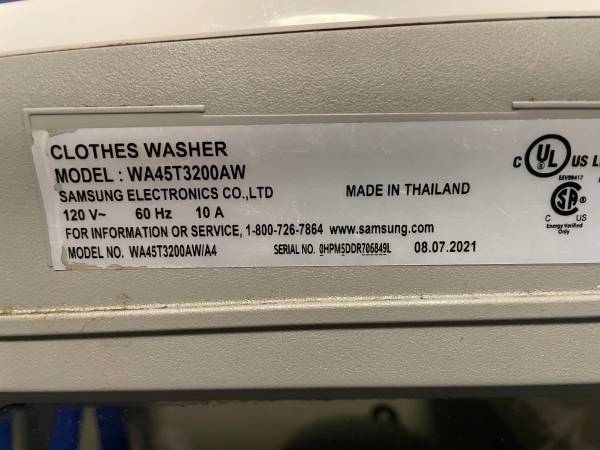 CLOTHES WASHER
MODEL : WA45T3200AW
SAMSUNG ELECTRONICS CO.,LTD
MADE IN THAILAND
120 V~ 60 Hz 10 A
FOR INFORMATION OR SERVICE, 1-800-726-7864 www.samsung.com
MODEL NO. WA45T3200AW/A4 SERIAL NO. 0HPM5DDR706849L 08.07.2021
C UL US
EEV99417
SA
C US
Energy Verified
Only